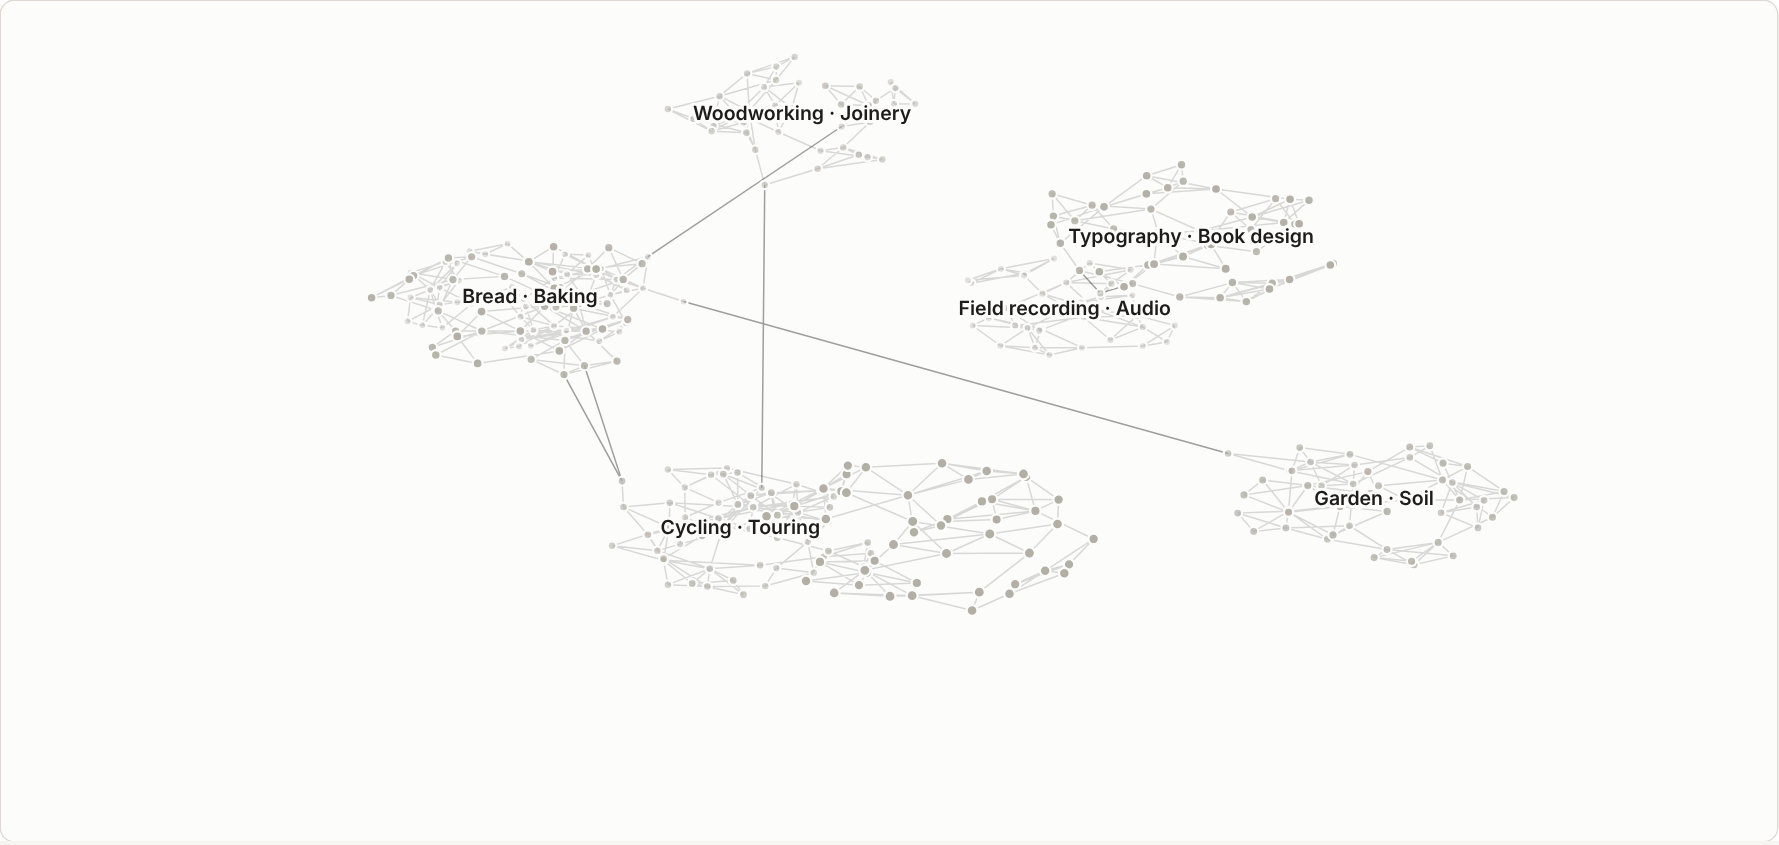 Woodworking · Joinery
Typography · Book design
Bread · Baking
Field recording · Audio
Garden · Soil
Cycling · Touring